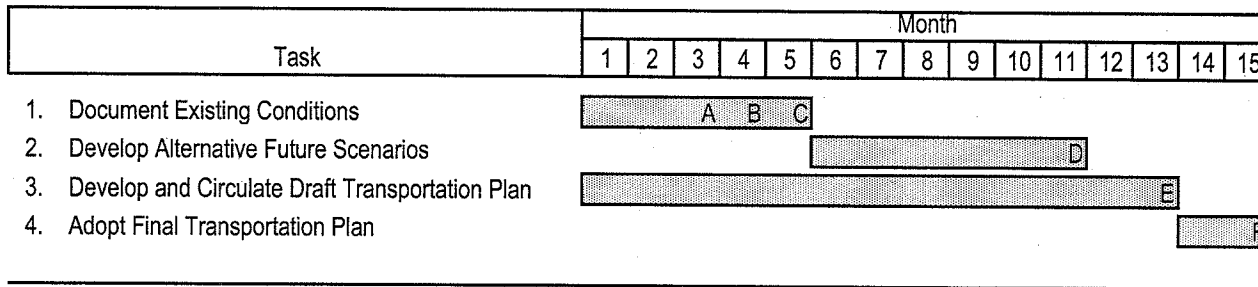 Month
Task 1 2 3 4 5 6 7 8 9 10 11 12 13 14 15
1. Document Existing Conditions A B C
2. Develop Alternative Future Scenarios D
3. Develop and Circulate Draft Transportation Plan E
4. Adopt Final Transportation Plan F